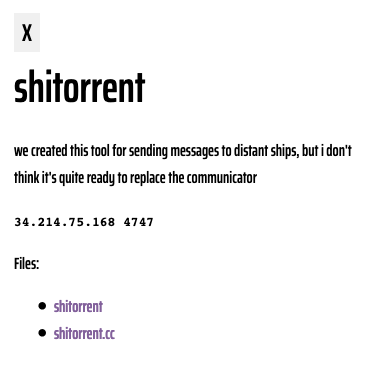 X
shitorrent
we created this tool for sending messages to distant ships, but i don't
think it's quite ready to replace the communicator
34.214.75.168 4747
Files:
shitorrent
shitorrent.cc